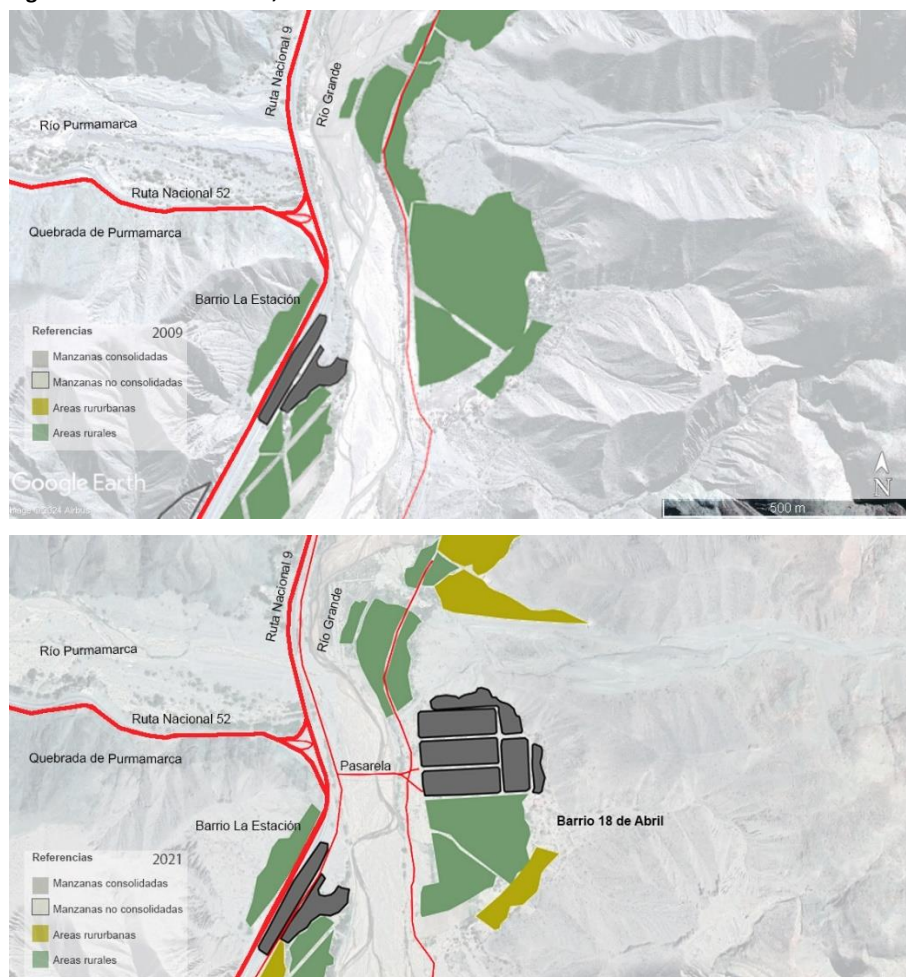 Ruta Nacional 9
Río Grande
Río Purmamarca
Ruta Nacional 52
Quebrada de Purmamarca
Barrio La Estación
Referencias 2009
Manzanas consolidadas
Manzanas no consolidadas
Areas rururbanas
Areas rurales
Google Earth
Image © 2024 Airbus
500 m
N
Ruta Nacional 9
Río Grande
Río Purmamarca
Ruta Nacional 52
Quebrada de Purmamarca
Pasarela
Barrio La Estación
Barrio 18 de Abril
Referencias 2021
Manzanas consolidadas
Manzanas no consolidadas
Areas rururbanas
Areas rurales